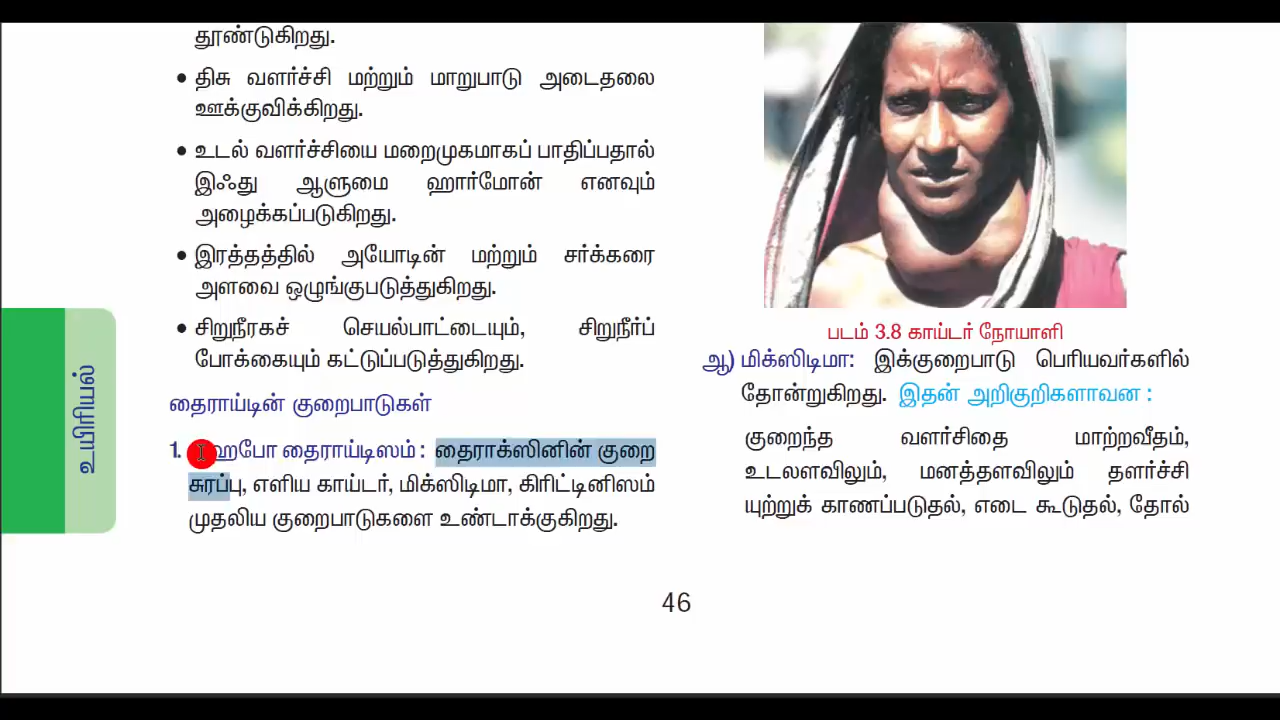 தூண்டுகிறது.
• திசு வளர்ச்சி மற்றும் மாறுபாடு அடைதலை
ஊக்குவிக்கிறது.
• உடல் வளர்ச்சியை மறைமுகமாகப் பாதிப்பதால்
இஃது ஆளுமை ஹார்மோன் எனவும்
அழைக்கப்படுகிறது.
• இரத்தத்தில் அயோடின் மற்றும் சர்க்கரை
அளவை ஒழுங்குபடுத்துகிறது.
• சிறுநீரகச் செயல்பாட்டையும், சிறுநீர்ப்
போக்கையும் கட்டுப்படுத்துகிறது.
தைராய்டின் குறைபாடுகள்
1. தைராய்டிஸம் : தைராக்ஸினின் குறை
சுரப்பு, எளிய காய்டர், மிக்ஸிடிமா, கிரிட்டினிஸம்
முதலிய குறைபாடுகளை உண்டாக்குகிறது.
உயிரியல்
படம் 3.8 காய்டர் நோயாளி
ஆ) மிக்ஸிடிமா: இக்குறைபாடு பெரியவர்களில்
தோன்றுகிறது. இதன் அறிகுறிகளாவன :
குறைந்த வளர்சிதை மாற்றவீதம்,
உடலளவிலும், மனத்தளவிலும் தளர்ச்சி
யுற்றுக் காணப்படுதல், எடை கூடுதல், தோல்
46